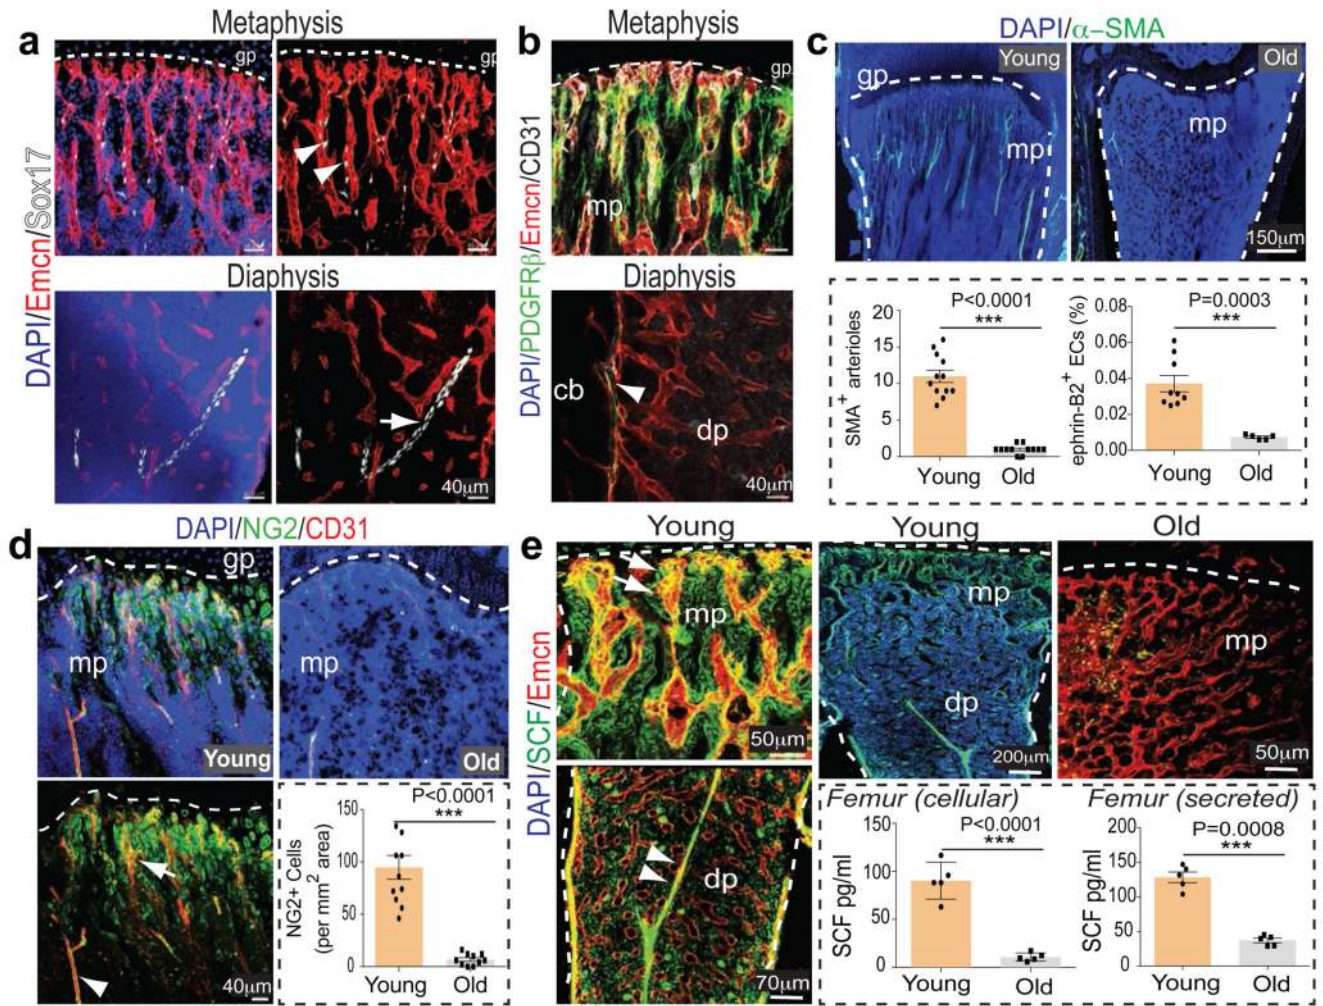 a
Metaphysis
DAPI/Emcn/Sox17
gp
gp
Diaphysis
40µm
b
Metaphysis
DAPI/PDGFRβ/Emcn/CD31
gp
mp
Diaphysis
cb
dp
40µm
c
DAPI/α–SMA
Young
gp
mp
Old
mp
150µm
P<0.0001
***
SMA+ arterioles
20
15
10
5
0
Young
Old
P=0.0003
***
ephrin-B2+ ECs (%)
0.08
0.06
0.04
0.02
0.00
Young
Old
d
DAPI/NG2/CD31
gp
mp
Young
mp
Old
40µm
P<0.0001
***
NG2+ Cells
(per mm2 area)
150
100
50
0
Young
Old
e
Young
Young
Old
DAPI/SCF/Emcn
mp
50µm
mp
dp
200µm
mp
50µm
dp
70µm
Femur (cellular)
P<0.0001
***
SCF pg/ml
150
100
50
0
Young
Old
Femur (secreted)
P=0.0008
***
SCF pg/ml
200
150
100
50
0
Young
Old